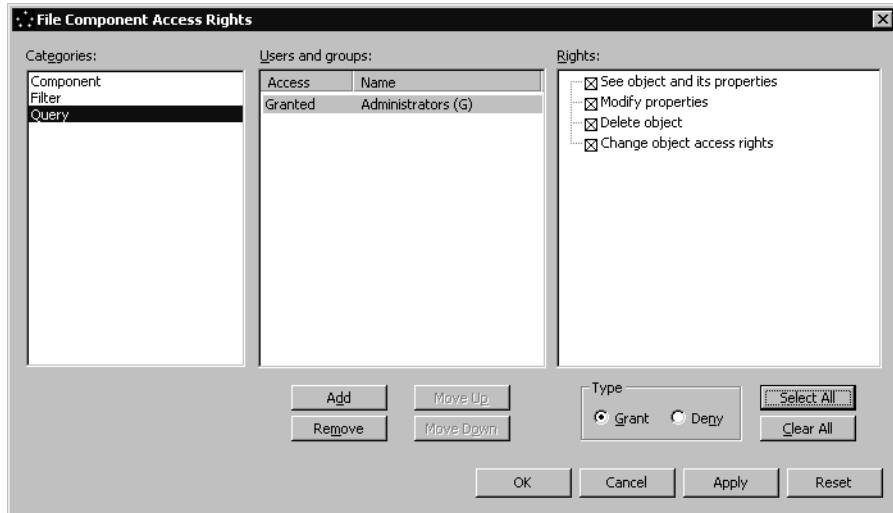 File Component Access Rights
Categories:
Component
Filter
Query
Users and groups:
Access Name
Granted Administrators (G)
Rights:
See object and its properties
Modify properties
Delete object
Change object access rights
Add
Move Up
Remove
Move Down
Type
Grant Deny
Select All
Clear All
OK
Cancel
Apply
Reset